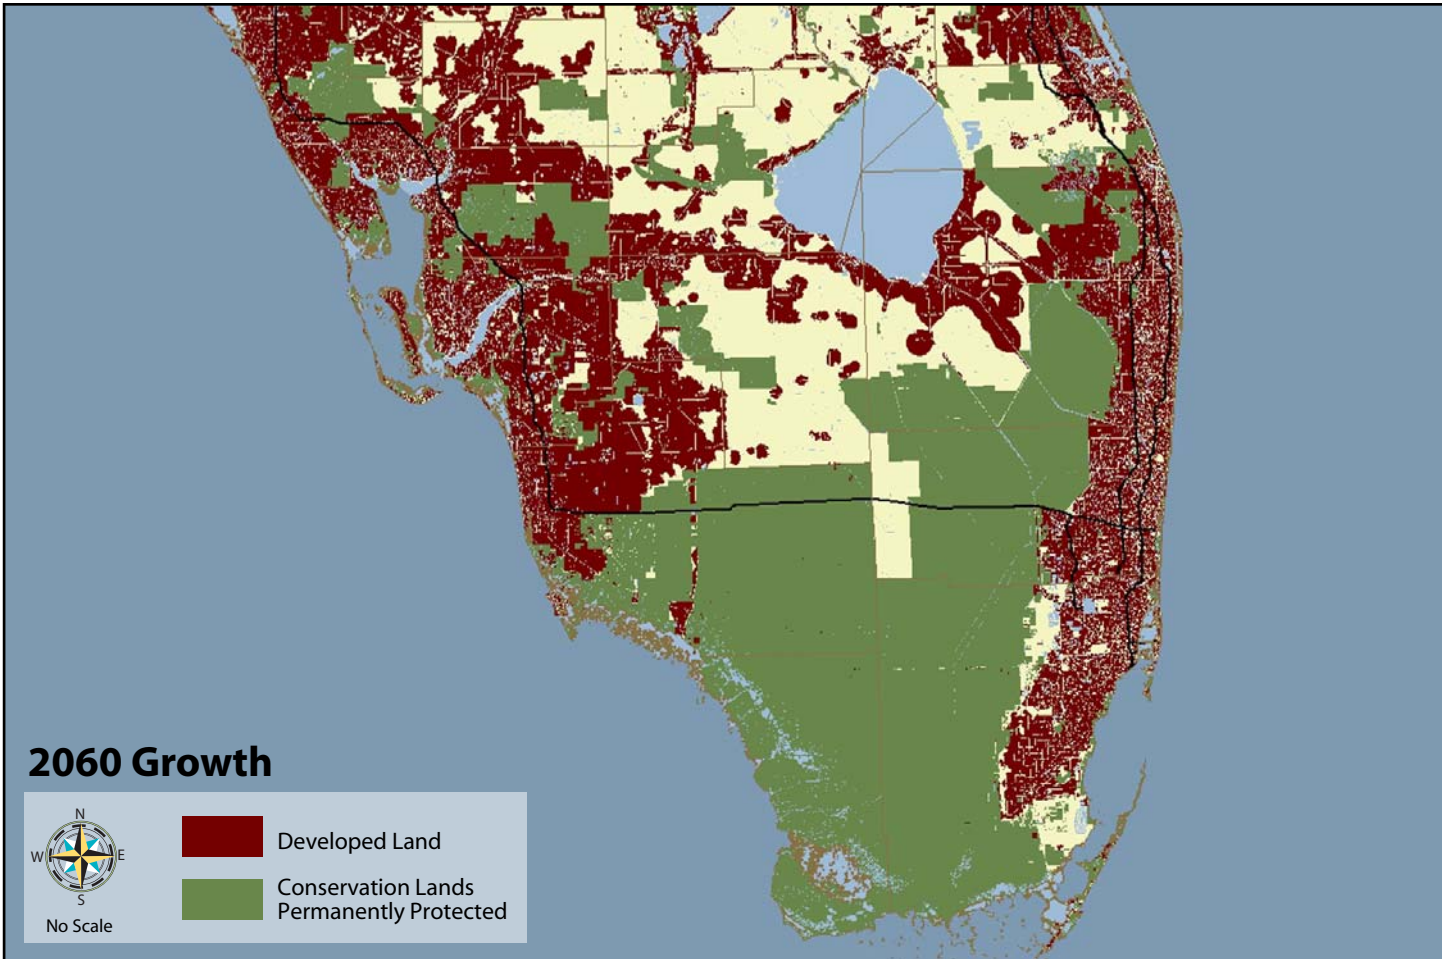 2060 Growth
N
W
E
S
No Scale
Developed Land
Conservation Lands
Permanently Protected